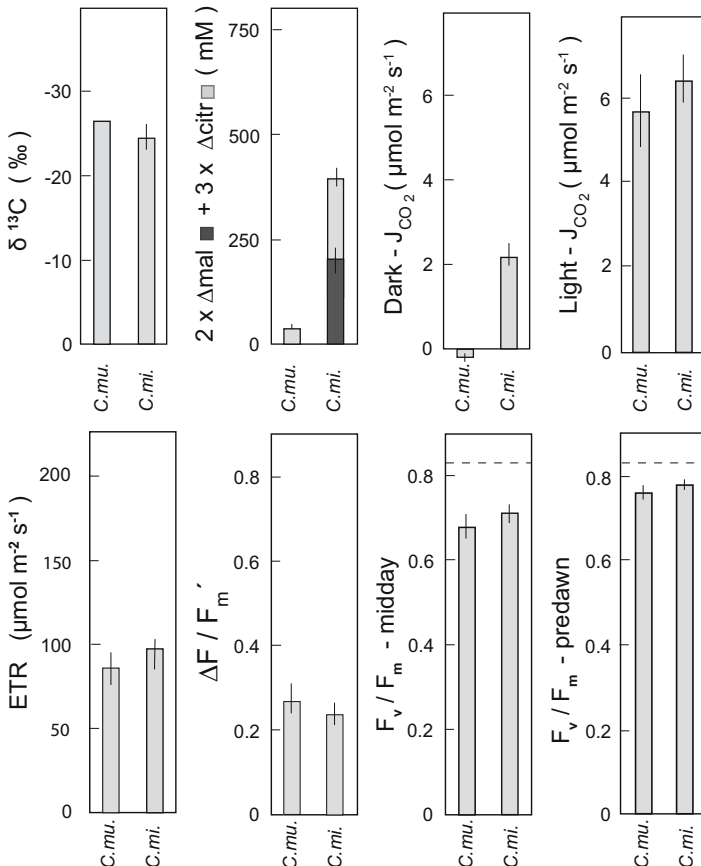 δ ¹³C ( ‰ )
-30
-20
-10
0
C.mu.
C.mi.
2 x Δmal ■ + 3 x Δcitr □ ( mM )
750
500
250
0
C.mu.
C.mi.
Dark - J_CO₂ ( µmol m⁻² s⁻¹ )
6
4
2
0
C.mu.
C.mi.
Light - J_CO₂ ( µmol m⁻² s⁻¹ )
6
4
2
0
C.mu.
C.mi.
ETR (µmol m⁻² s⁻¹ )
200
150
100
50
0
C.mu.
C.mi.
ΔF / Fm´
0.8
0.6
0.4
0.2
0
C.mu.
C.mi.
Fv / Fm - midday
0.8
0.6
0.4
0.2
0
C.mu.
C.mi.
Fv / Fm - predawn
0.8
0.6
0.4
0.2
0
C.mu.
C.mi.